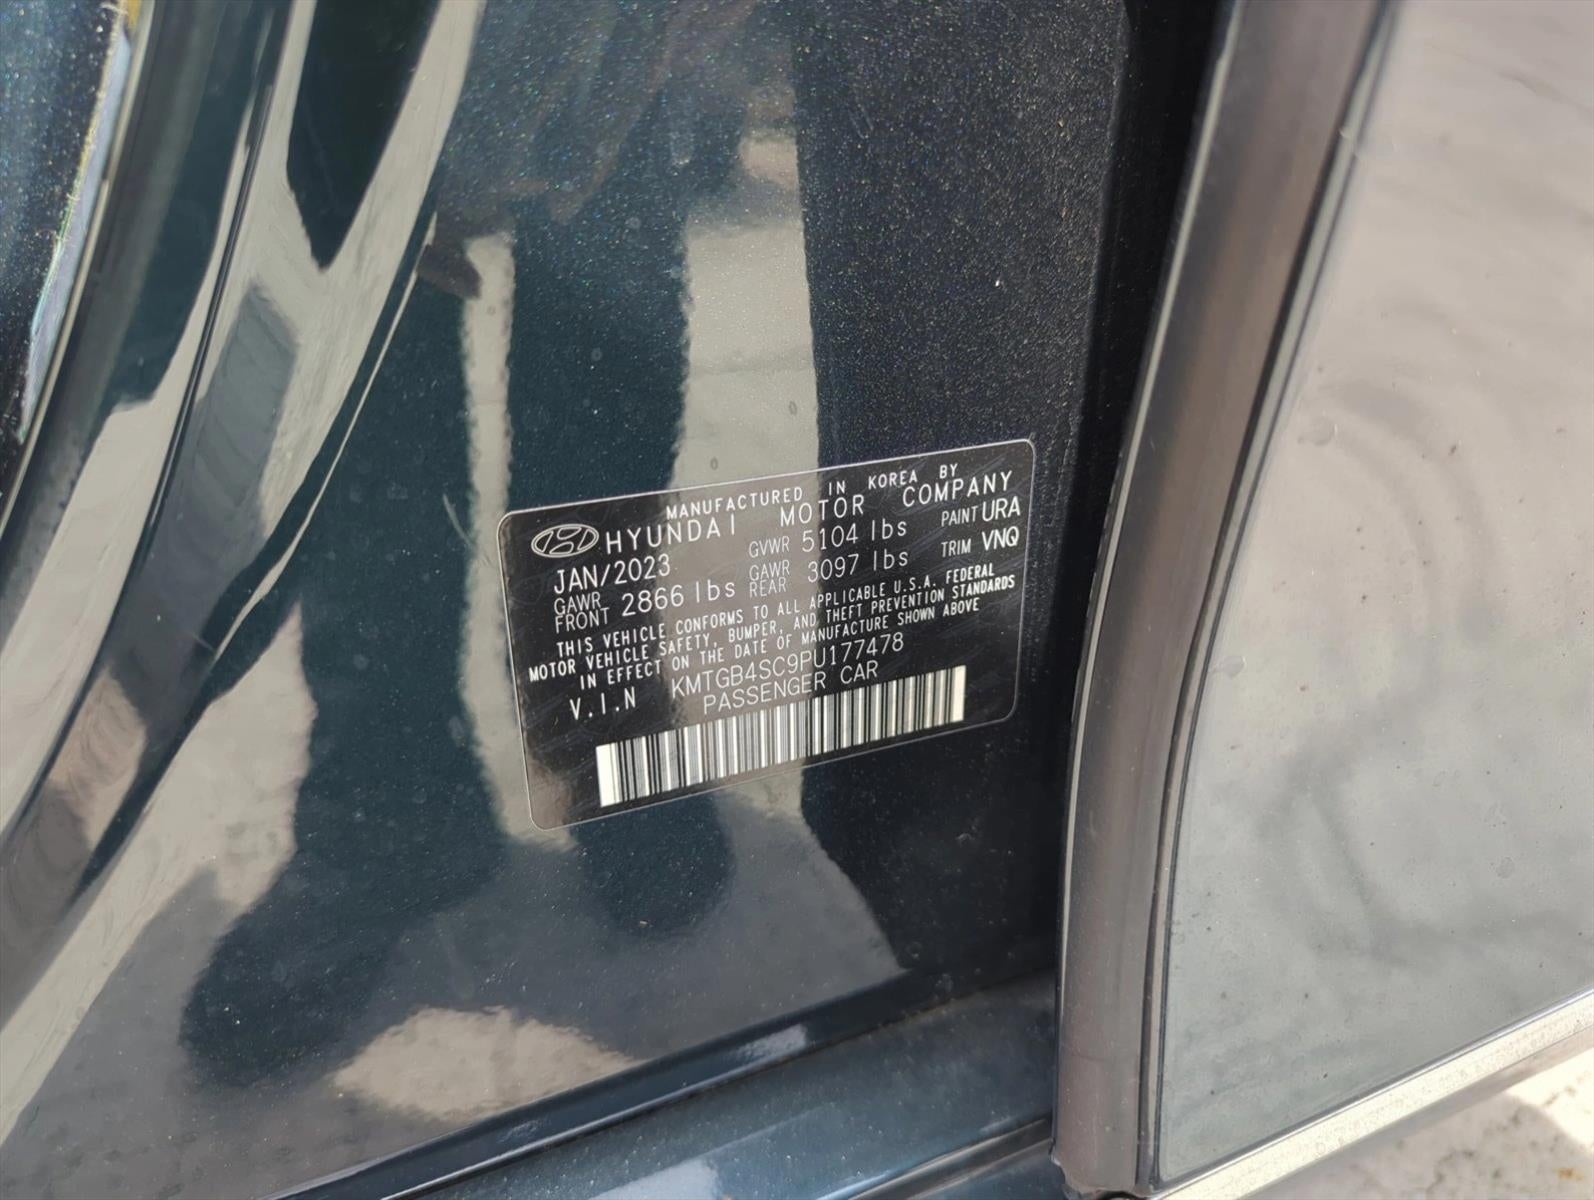 MANUFACTURED IN KOREA BY
HYUNDAI MOTOR COMPANY
JAN/2023 GVWR 5104 lbs PAINT URA
GAWR FRONT 2866 lbs GAWR REAR 3097 lbs TRIM VNQ
THIS VEHICLE CONFORMS TO ALL APPLICABLE U.S.A. FEDERAL
MOTOR VEHICLE SAFETY, BUMPER, AND THEFT PREVENTION STANDARDS
IN EFFECT ON THE DATE OF MANUFACTURE SHOWN ABOVE
V.I.N KMTGB4SC9PU177478
PASSENGER CAR